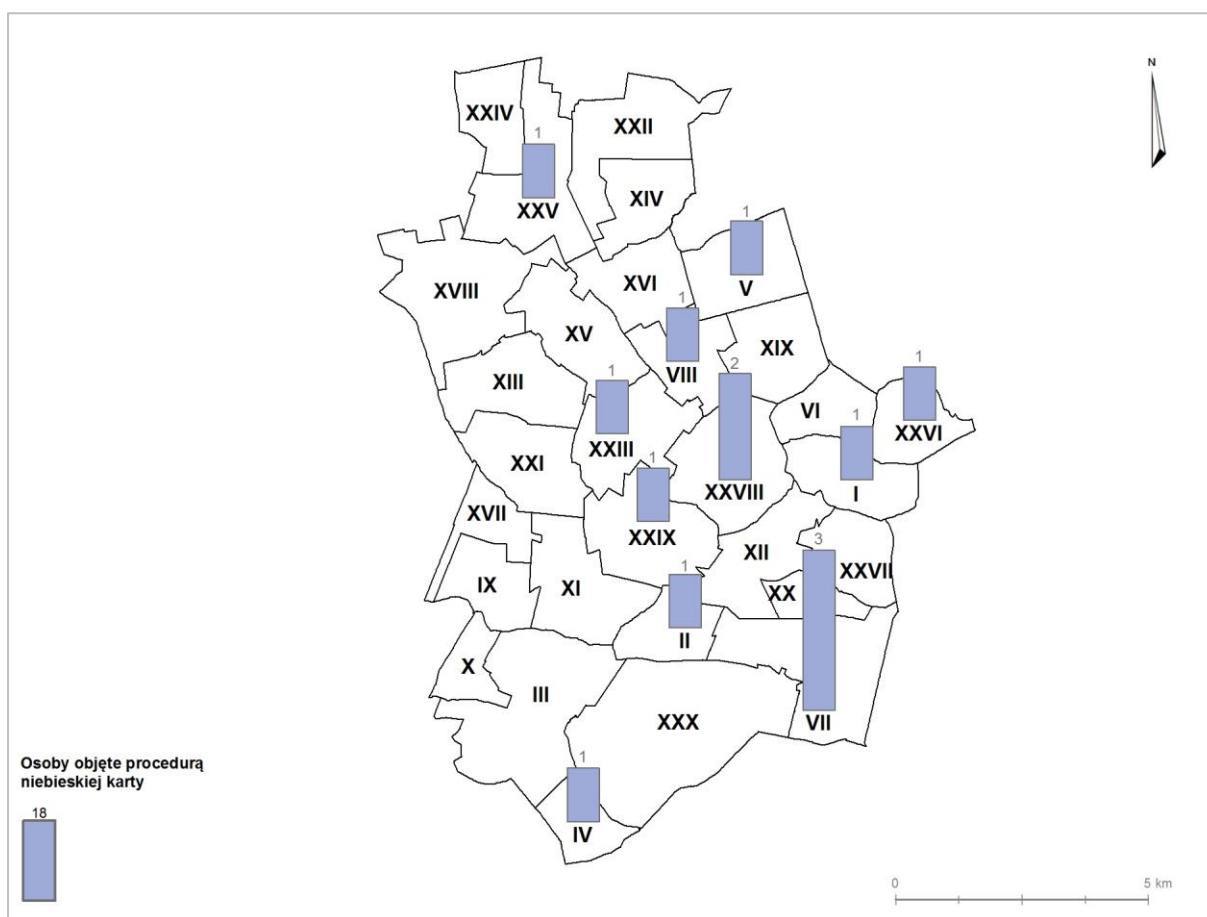 N
XXIV
XXII
1
XIV
XXV
1
XVI
V
XVIII
1
XV
XIX
VIII
2
1
XIII
1
VI
XXVI
1
XXIII
XXI
1
XXVIII
I
XVII
XXIX
XII
3
XXVII
IX
XI
1
XX
II
X
III
XXX
VII
1
IV
Osoby objęte procedurą
niebieskiej karty
18
0
5 km